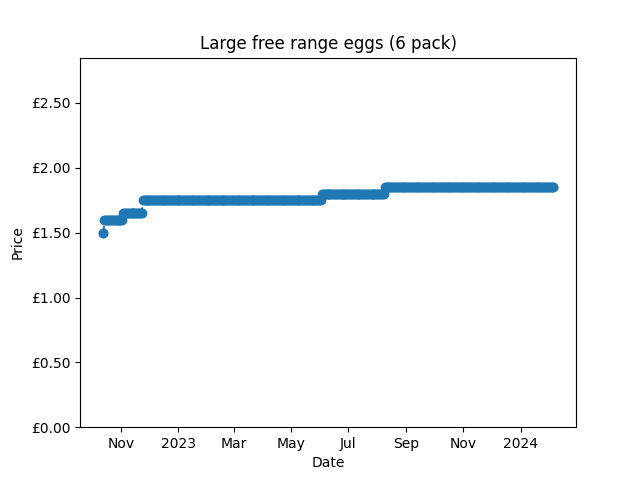 Large free range eggs (6 pack)
£2.50
£2.00
£1.50
£1.00
£0.50
£0.00
Price
Nov 2023 Mar May Jul Sep Nov 2024
Date